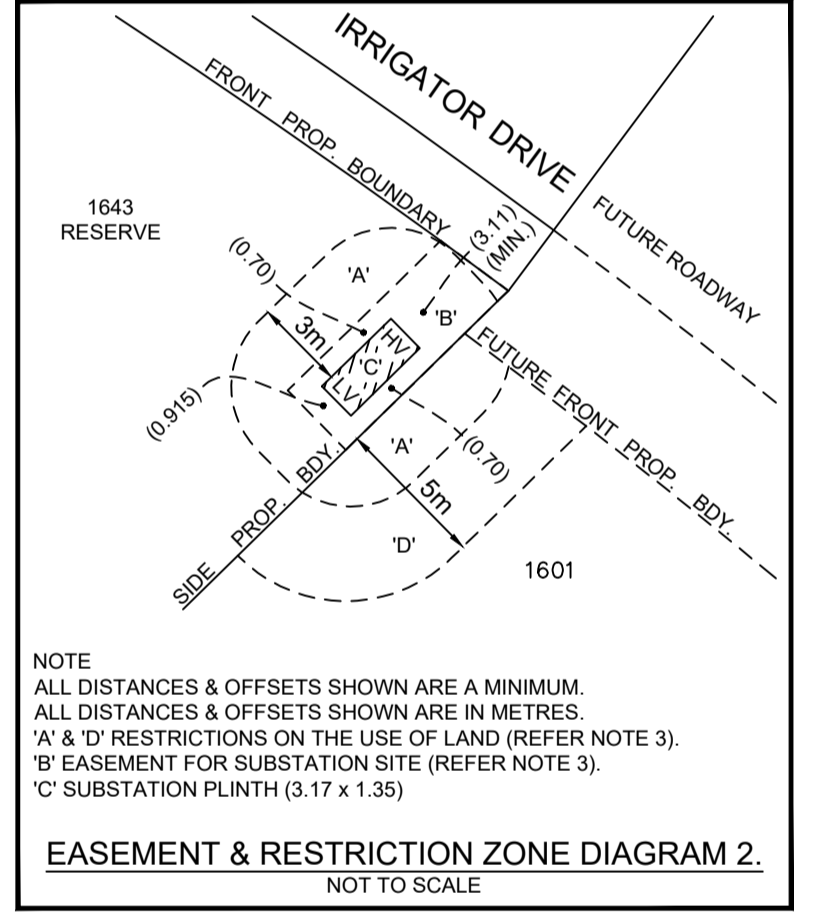 IRRIGATOR DRIVE
FRONT PROP. BOUNDARY
FUTURE ROADWAY
1643
RESERVE
(3.11)
(MIN.)
(0.70)
'A'
'B'
3m
HV
'C'
LV
FUTURE FRONT PROP. BDY.
(0.915)
'A'
(0.70)
5m
SIDE PROP. BDY.
'D'
1601
NOTE
ALL DISTANCES & OFFSETS SHOWN ARE A MINIMUM.
ALL DISTANCES & OFFSETS SHOWN ARE IN METRES.
'A' & 'D' RESTRICTIONS ON THE USE OF LAND (REFER NOTE 3).
'B' EASEMENT FOR SUBSTATION SITE (REFER NOTE 3).
'C' SUBSTATION PLINTH (3.17 x 1.35)
EASEMENT & RESTRICTION ZONE DIAGRAM 2.
NOT TO SCALE